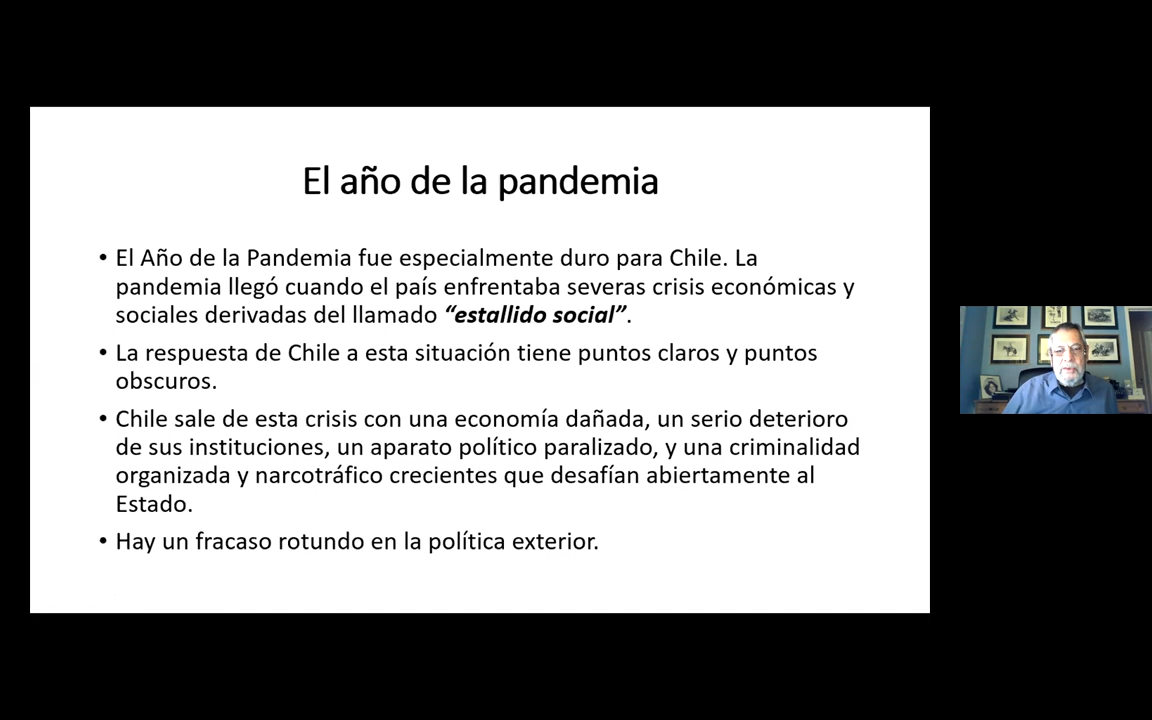 El año de la pandemia
• El Año de la Pandemia fue especialmente duro para Chile. La
pandemia llegó cuando el país enfrentaba severas crisis económicas y
sociales derivadas del llamado “estallido social”.
• La respuesta de Chile a esta situación tiene puntos claros y puntos
obscuros.
• Chile sale de esta crisis con una economía dañada, un serio deterioro
de sus instituciones, un aparato político paralizado, y una criminalidad
organizada y narcotráfico crecientes que desafían abiertamente al
Estado.
• Hay un fracaso rotundo en la política exterior.